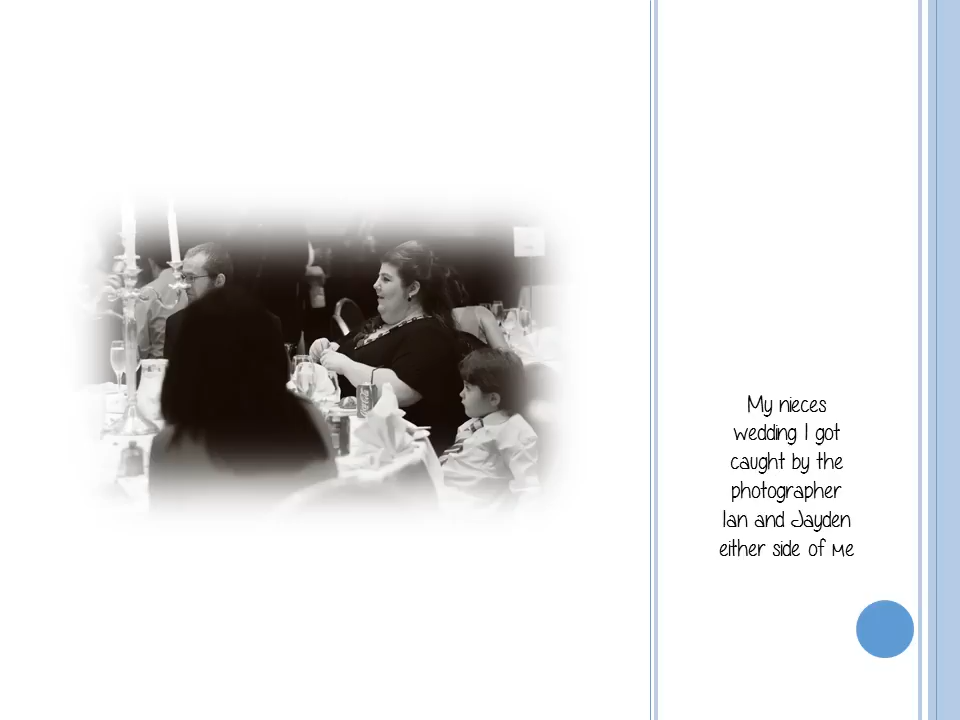 My nieces
wedding I got
caught by the
photographer
Ian and Jayden
either side of me